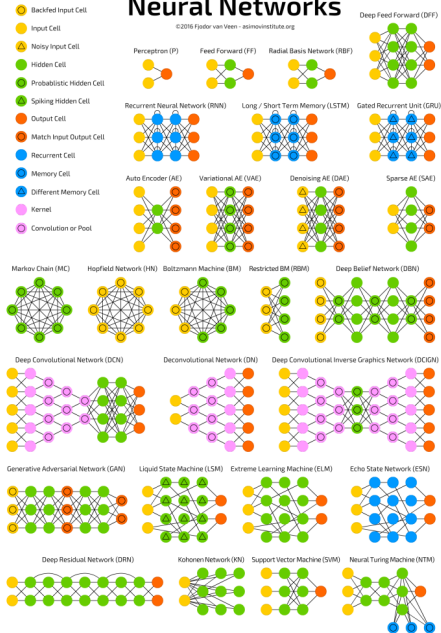 Neural Networks
©2016 Fjodor van Veen - asimovinstitute.org
Backfed Input Cell
Input Cell
Noisy Input Cell
Hidden Cell
Probablistic Hidden Cell
Spiking Hidden Cell
Output Cell
Match Input Output Cell
Recurrent Cell
Memory Cell
Different Memory Cell
Kernel
Convolution or Pool
Perceptron (P)
Feed Forward (FF)
Radial Basis Network (RBF)
Deep Feed Forward (DFF)
Recurrent Neural Network (RNN)
Long / Short Term Memory (LSTM)
Gated Recurrent Unit (GRU)
Auto Encoder (AE)
Variational AE (VAE)
Denoising AE (DAE)
Sparse AE (SAE)
Markov Chain (MC)
Hopfield Network (HN)
Boltzmann Machine (BM)
Restricted BM (RBM)
Deep Belief Network (DBN)
Deep Convolutional Network (DCN)
Deconvolutional Network (DN)
Deep Convolutional Inverse Graphics Network (DCIGN)
Generative Adversarial Network (GAN)
Liquid State Machine (LSM)
Extreme Learning Machine (ELM)
Echo State Network (ESN)
Deep Residual Network (DRN)
Kohonen Network (KN)
Support Vector Machine (SVM)
Neural Turing Machine (NTM)